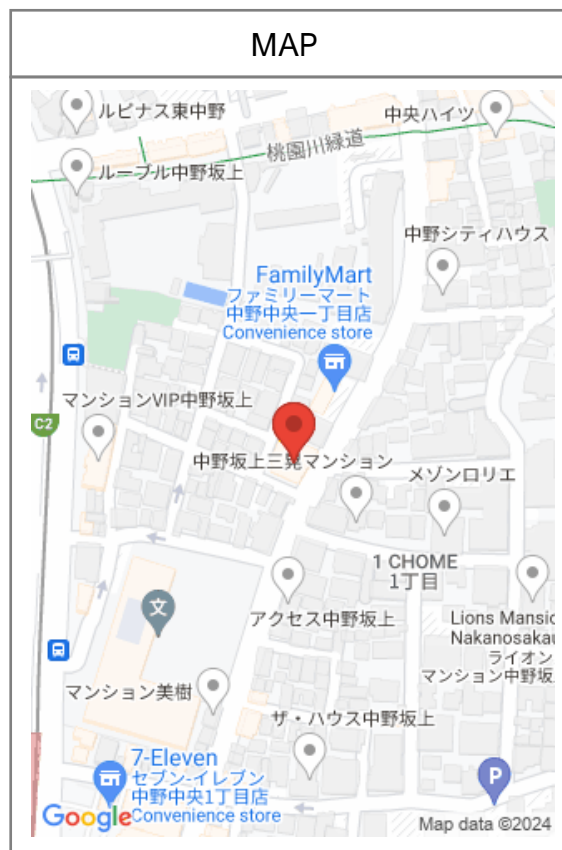 MAP
ルピナス東中野
中央ハイツ
桃園川緑道
ルーブル中野坂上
中野シティハウス
FamilyMart
ファミリーマート
中野中央一丁目店
Convenience store
マンションVIP中野坂上
C2
中野坂上三晃マンション
メゾンロリエ
1 CHOME
1丁目
文
アクセス中野坂上
Lions Mansio
Nakanosakau
ライオン
マンション中野坂
マンション美樹
ザ・ハウス中野坂上
7-Eleven
セブン-イレブン
中野中央1丁目店
Convenience store
P
Google
Map data ©2024